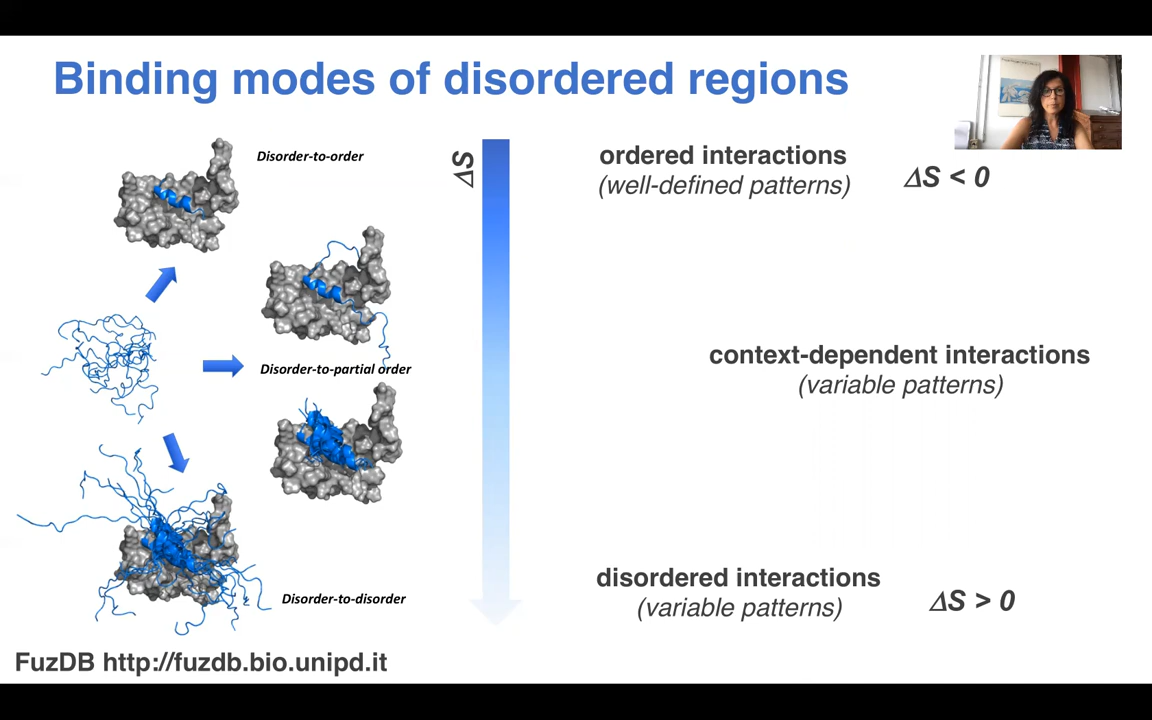 Binding modes of disordered regions
Disorder-to-order
ΔS
ordered interactions
(well-defined patterns)
ΔS < 0
Disorder-to-partial order
context-dependent interactions
(variable patterns)
Disorder-to-disorder
disordered interactions
(variable patterns)
ΔS > 0
FuzDB http://fuzdb.bio.unipd.it